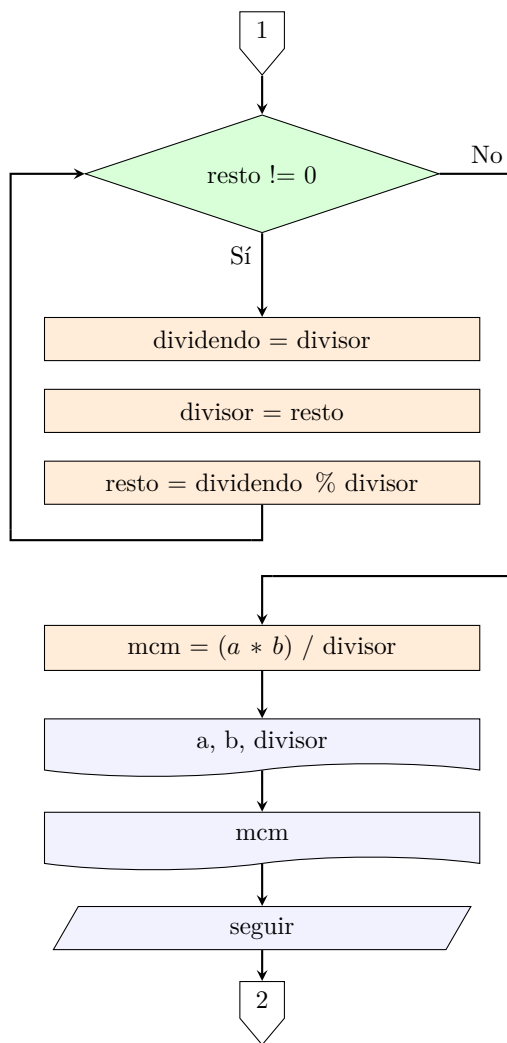 1
resto != 0
No
Sí
dividendo = divisor
divisor = resto
resto = dividendo % divisor
mcm = (a * b) / divisor
a, b, divisor
mcm
seguir
2